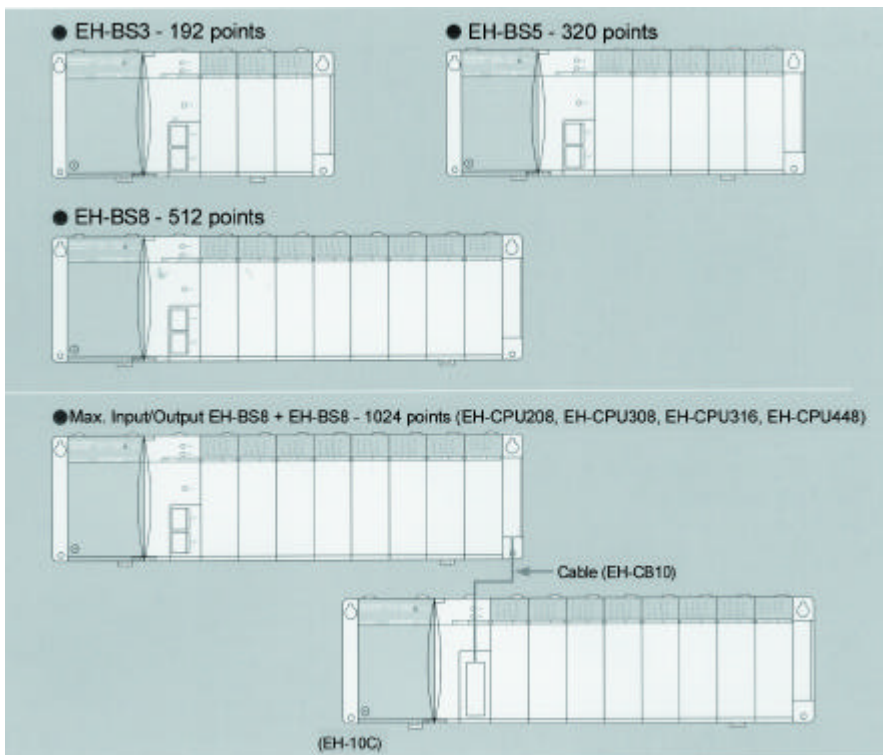 ● EH-BS3 - 192 points
● EH-BS5 - 320 points
● EH-BS8 - 512 points
●Max. Input/Output EH-BS8 + EH-BS8 - 1024 points (EH-CPU208, EH-CPU308, EH-CPU316, EH-CPU448)
Cable (EH-CB10)
(EH-10C)